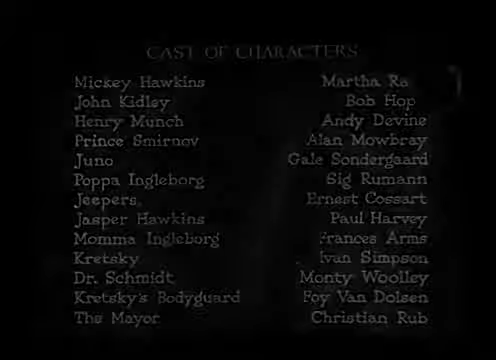 CAST OF CHARACTERS
Mickey Hawkins Martha Ra
John Kidley Bob Hop
Henry Munch Andy Devine
Prince Smirnov Alan Mowbray
Juno Gale Sondergaard
Poppa Ingleborg Sig Rumann
Jeepers Ernest Cossart
Jasper Hawkins Paul Harvey
Momma Ingleborg Frances Arms
Kretsky Ivan Simpson
Dr. Schmidt Monty Woolley
Kretsky's Bodyguard Foy Van Dolsen
The Mayor Christian Rub